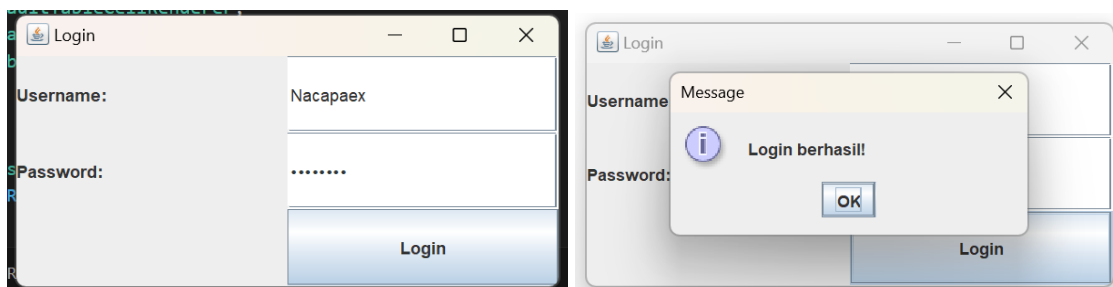 Login
Username:
Nacapaex
Password:
••••••••
Login
Login
Username
Message
Login berhasil!
Password:
OK
Login